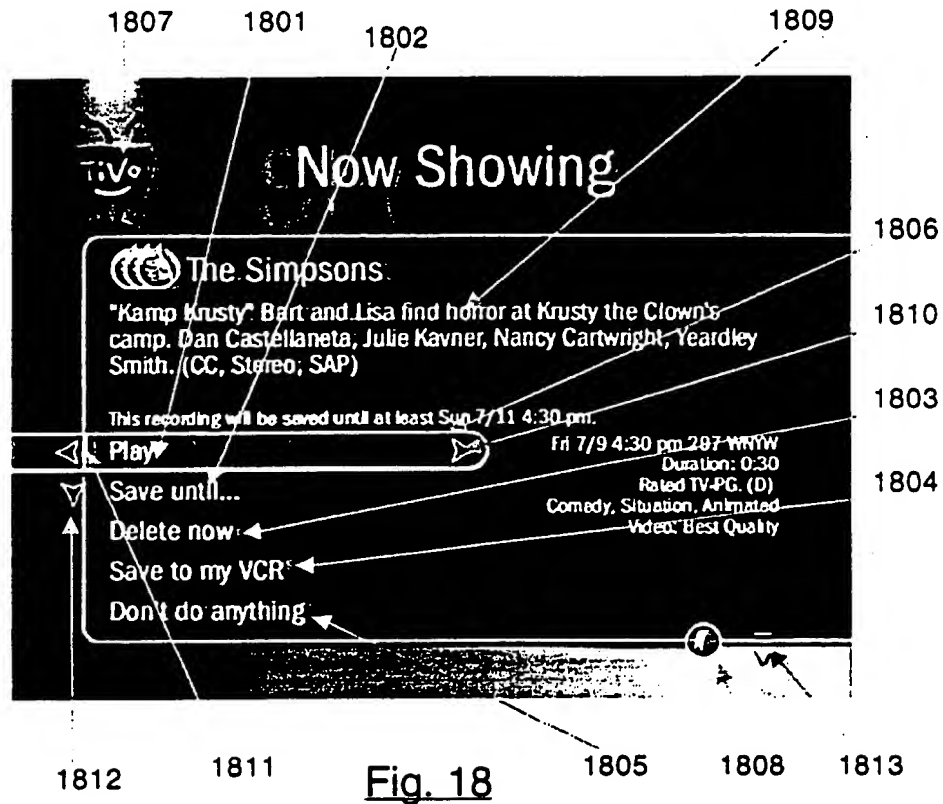 1807 1801 1802 1809
TiVo
Now Showing
The Simpsons
"Kamp Krusty" Bart and Lisa find horror at Krusty the Clown's
camp. Dan Castellaneta, Julie Kavner, Nancy Cartwright, Yeardley
Smith. (CC, Stereo, SAP)
This recording will be saved until at least Sun 7/11 4:30 pm.
Play
Save until...
Delete now
Save to my VCR
Don't do anything
Fri 7/9 4:30 pm 287 WNYW
Duration: 0:30
Rated TV-PG. (D)
Comedy, Situation, Animated
Video; Best Quality
1806
1810
1803
1804
1812 1811 1805 1808 1813
Fig. 18